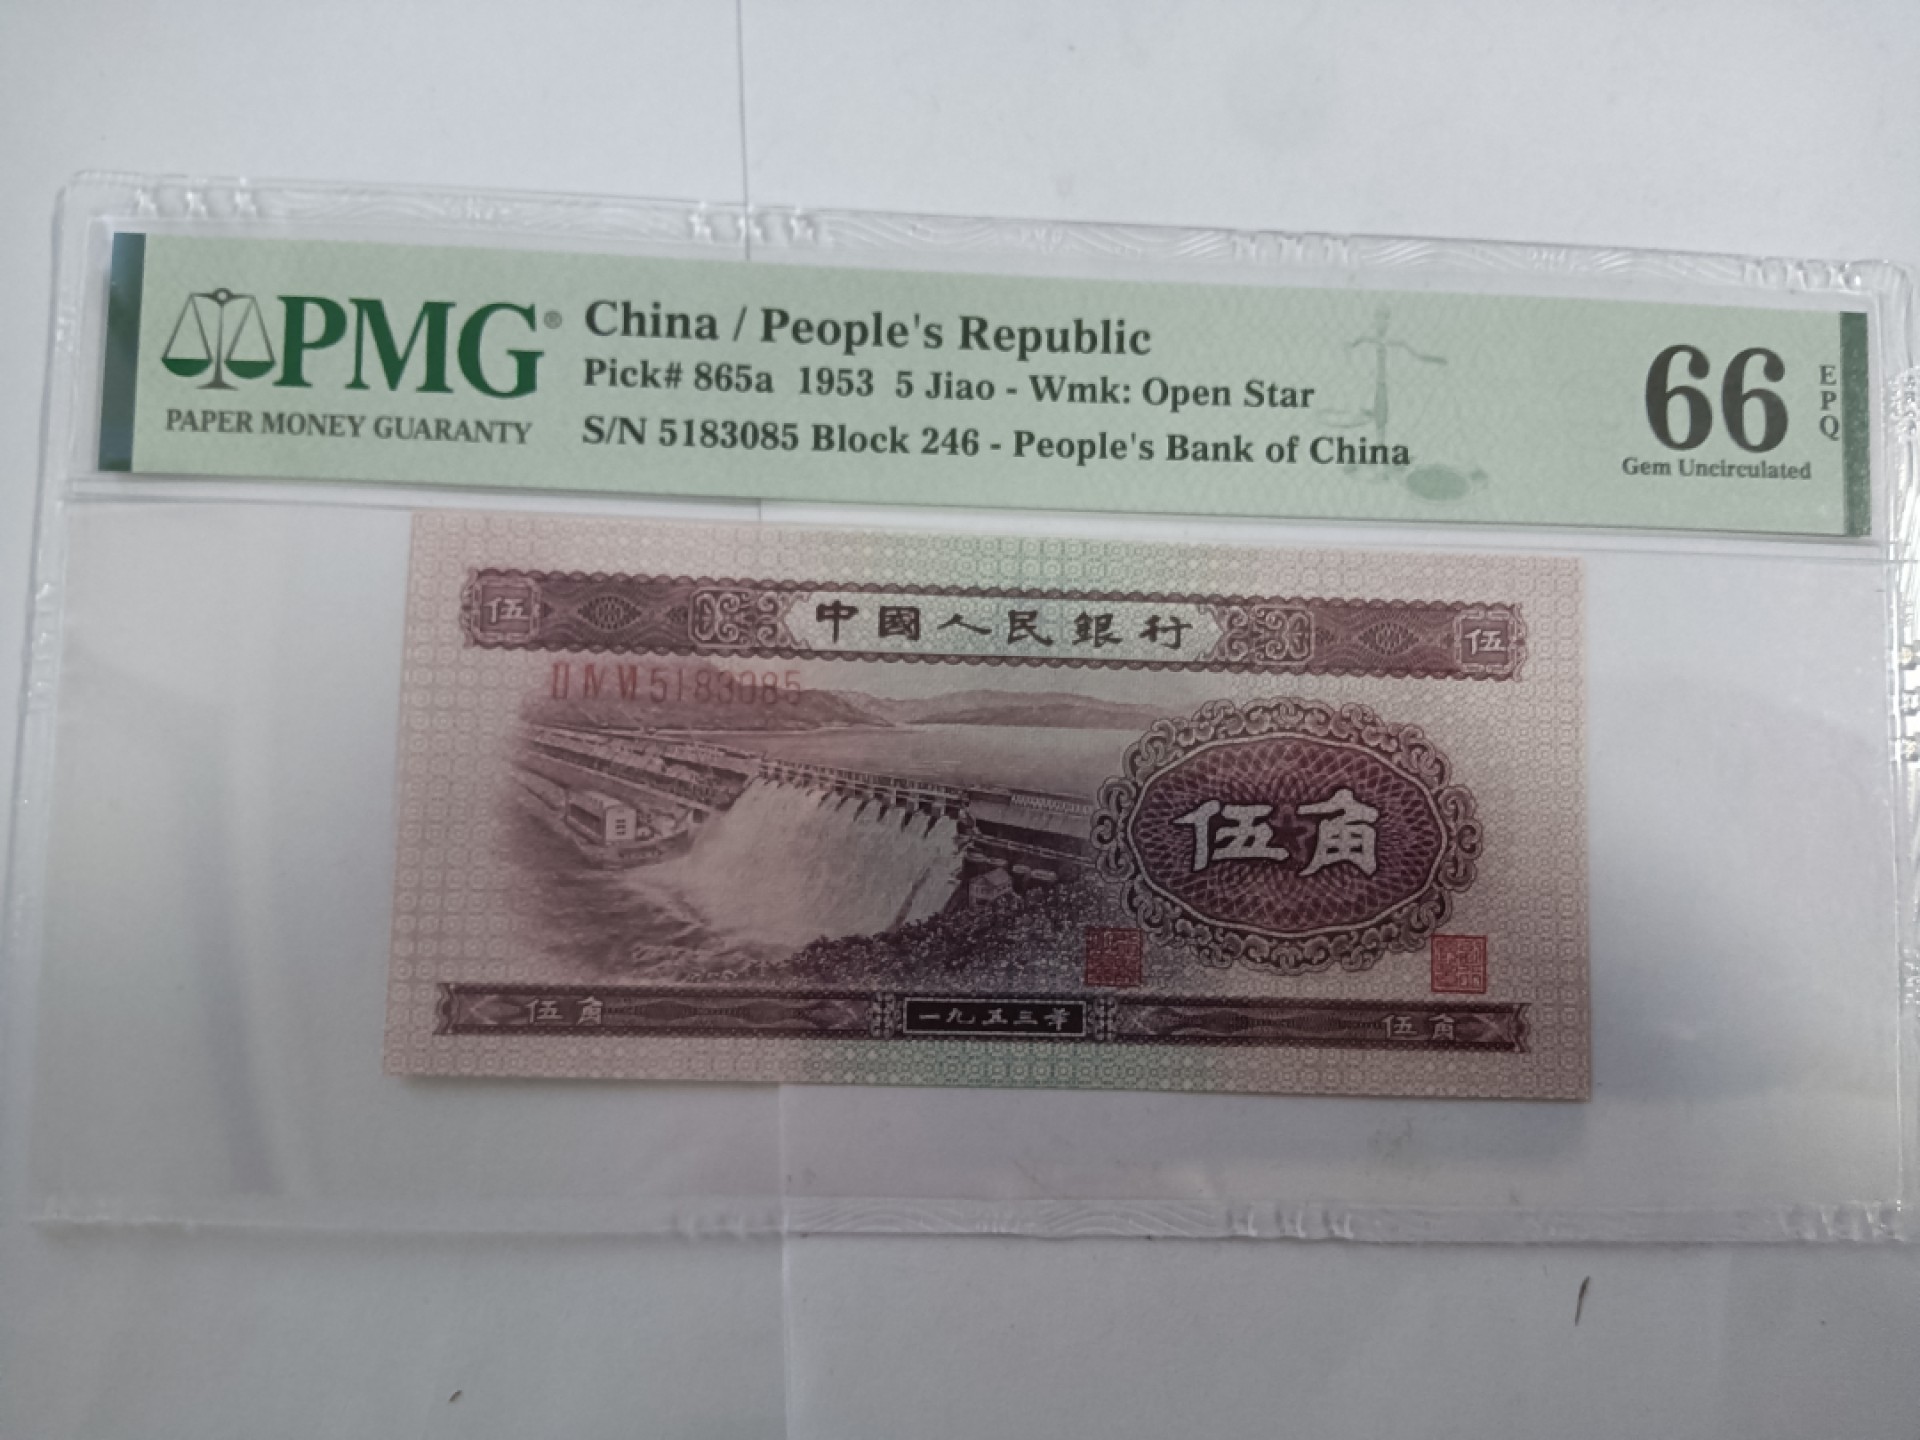 PMG®
PAPER MONEY GUARANTY
China / People's Republic
Pick# 865a 1953 5 Jiao - Wmk: Open Star
S/N 5183085 Block 246 - People's Bank of China
66
EPQ
Gem Uncirculated
伍 中國人民銀行 伍
II IV VI 5183085
伍角
伍角 一九五三年 伍角